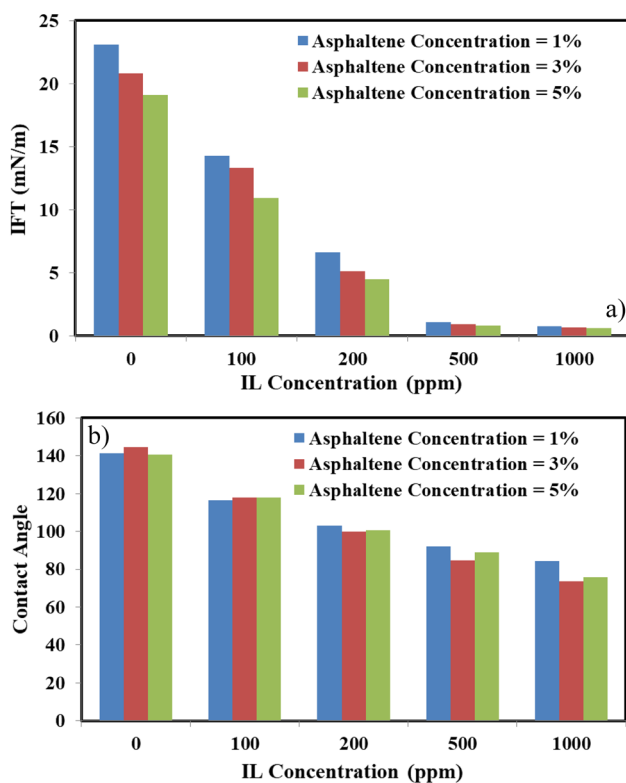 25
20
15
10
5
0
IFT (mN/m)
Asphaltene Concentration = 1%
Asphaltene Concentration = 3%
Asphaltene Concentration = 5%
a)
0 100 200 500 1000
IL Concentration (ppm)
b)
160
140
120
100
80
60
40
20
0
Contact Angle
Asphaltene Concentration = 1%
Asphaltene Concentration = 3%
Asphaltene Concentration = 5%
0 100 200 500 1000
IL Concentration (ppm)